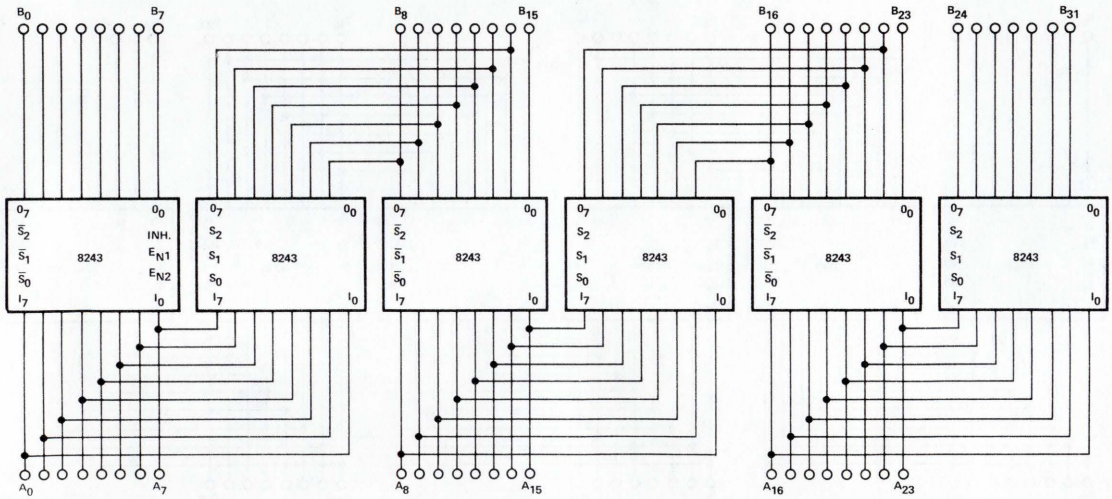 B0 B7 B8 B15 B16 B23 B24 B31
07 00 07 00 07 00 07 00 07 00 07 00
S̅2 INH. S2 S̅2 S2 S̅2 S2
S̅1 8243 EN1 S1 8243 S̅1 8243 S1 8243 S̅1 8243 S1 8243
S̅0 EN2 S0 S̅0 S0 S̅0 S0
I7 I0 I7 I0 I7 I0 I7 I0 I7 I0 I7 I0
A0 A7 A8 A15 A16 A23